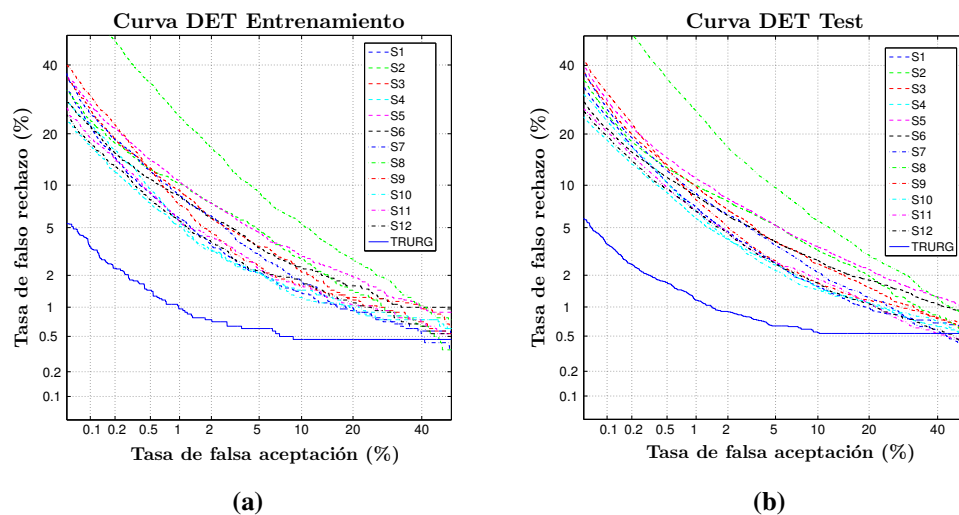 Curva DET Entrenamiento
Tasa de falso rechazo (%)
40
20
10
5
2
1
0.5
0.2
0.1
0.1 0.2 0.5 1 2 5 10 20 40
Tasa de falsa aceptación (%)
S1
S2
S3
S4
S5
S6
S7
S8
S9
S10
S11
S12
TRURG
(a)
Curva DET Test
Tasa de falso rechazo (%)
40
20
10
5
2
1
0.5
0.2
0.1
0.1 0.2 0.5 1 2 5 10 20 40
Tasa de falsa aceptación (%)
S1
S2
S3
S4
S5
S6
S7
S8
S9
S10
S11
S12
TRURG
(b)